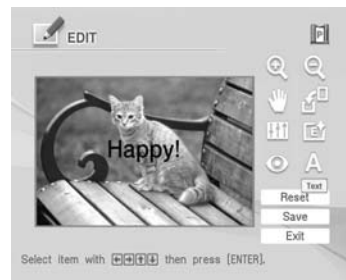 EDIT
P
A
Happy!
Text
Reset
Save
Exit
Select item with ←→↑↓ then press [ENTER].